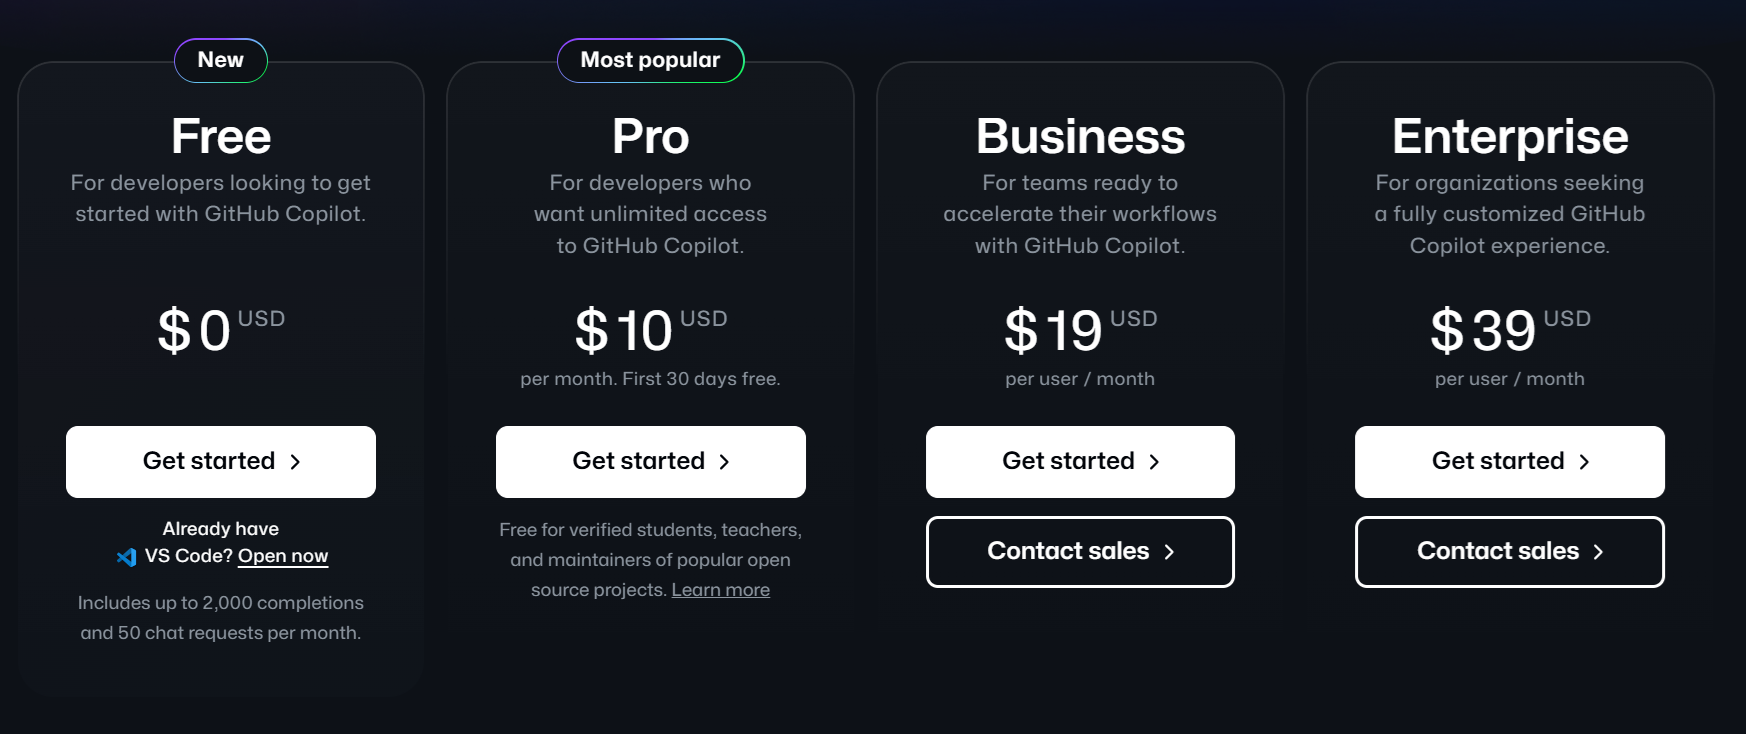 New
Free
For developers looking to get
started with GitHub Copilot.
$0 USD
Get started
Already have
VS Code? Open now
Includes up to 2,000 completions
and 50 chat requests per month.
Most popular
Pro
For developers who
want unlimited access
to GitHub Copilot.
$10 USD
per month. First 30 days free.
Get started
Free for verified students, teachers,
and maintainers of popular open
source projects. Learn more
Business
For teams ready to
accelerate their workflows
with GitHub Copilot.
$19 USD
per user / month
Get started
Contact sales
Enterprise
For organizations seeking
a fully customized GitHub
Copilot experience.
$39 USD
per user / month
Get started
Contact sales